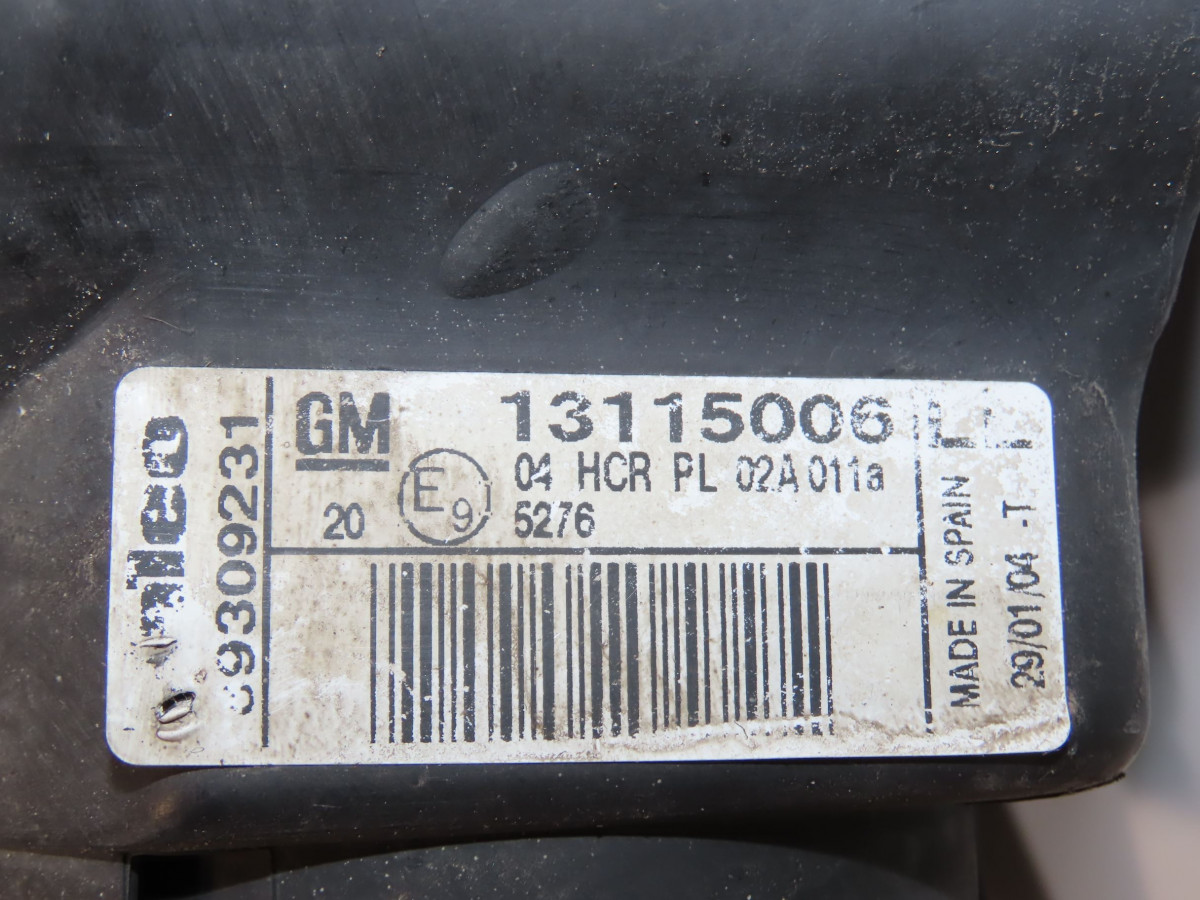 89309231
GM
13115006
LL
04 HCR PL 02A 011a
20
E9
5276
MADE IN SPAIN
29/01/04 -T